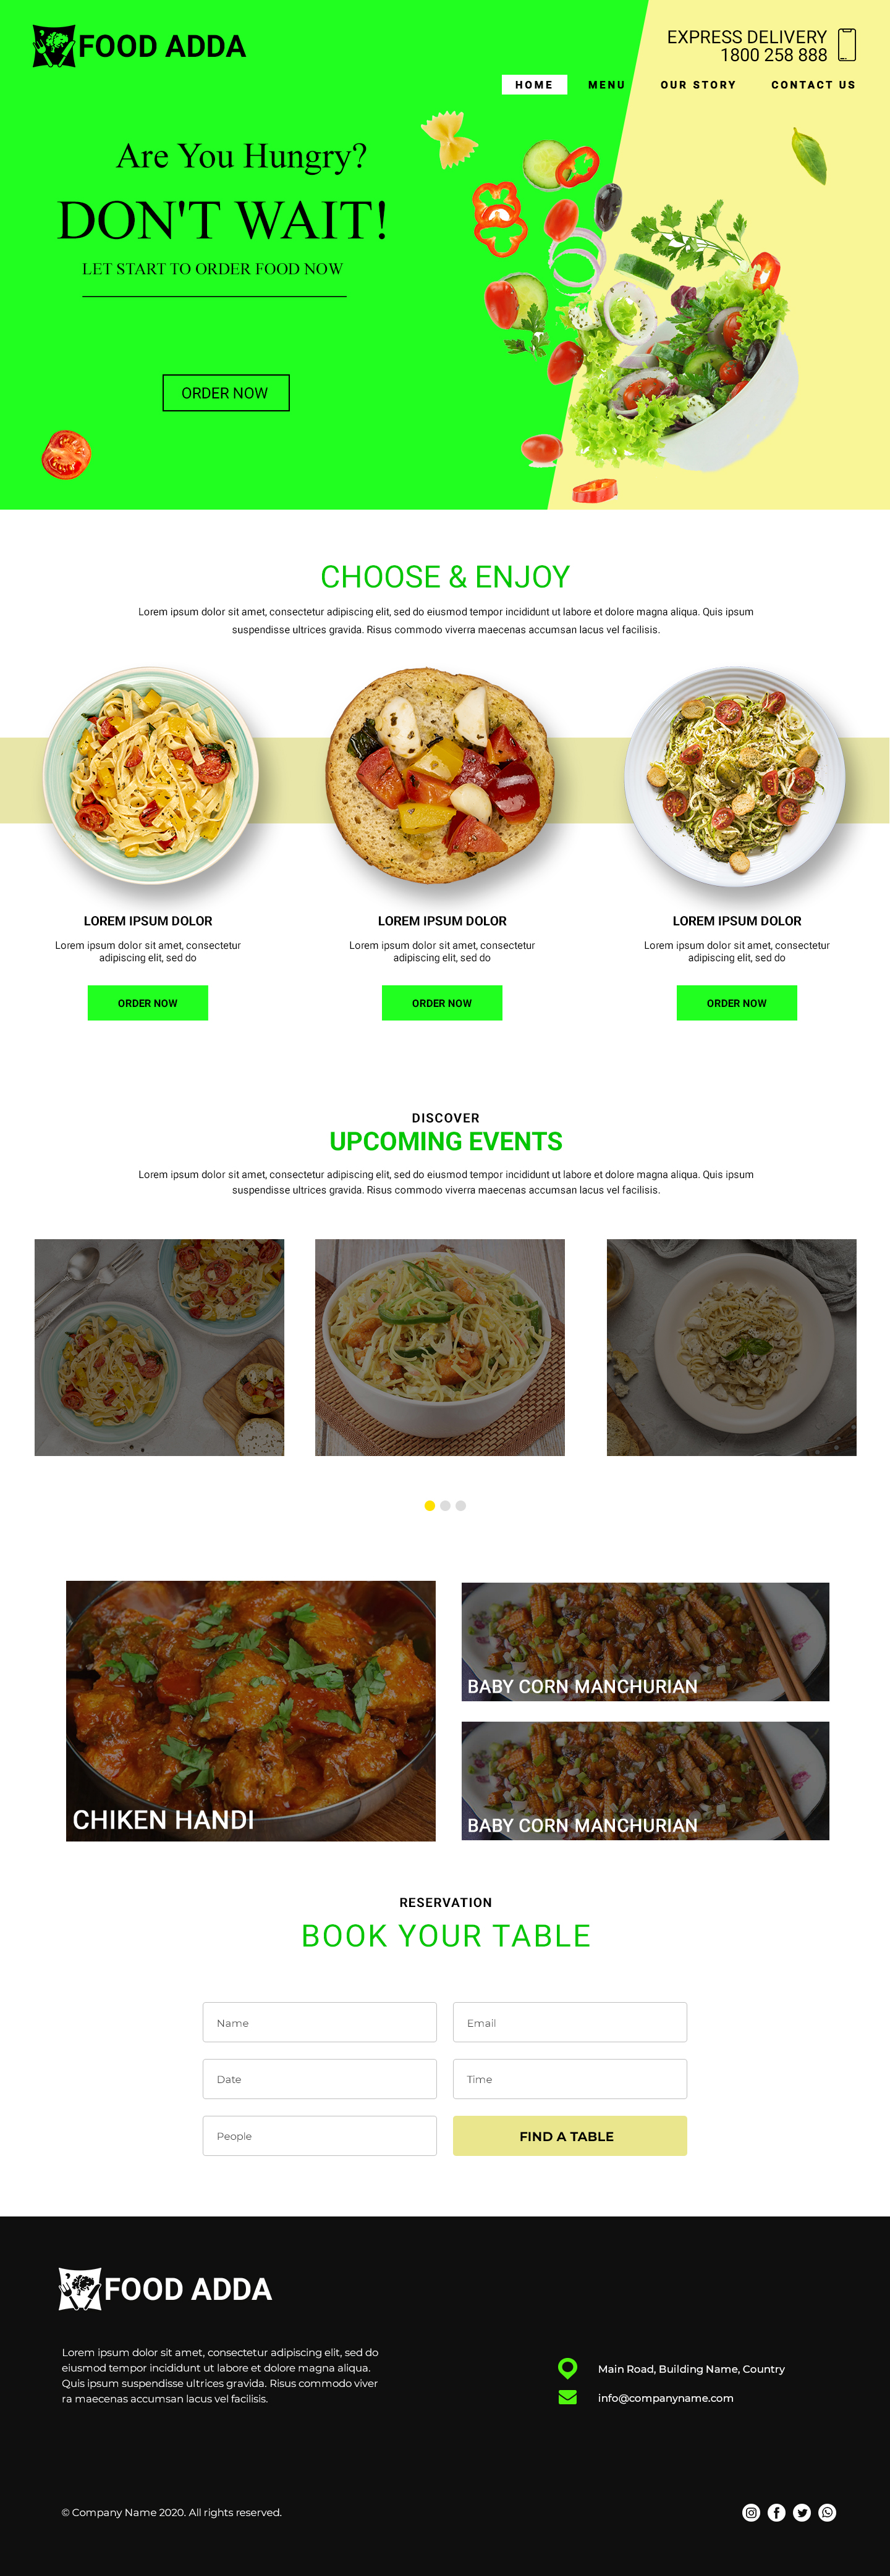 FOOD ADDA
EXPRESS DELIVERY
1800 258 888
HOME MENU OUR STORY CONTACT US
Are You Hungry?
DON'T WAIT!
LET START TO ORDER FOOD NOW
ORDER NOW
CHOOSE & ENJOY
Lorem ipsum dolor sit amet, consectetur adipiscing elit, sed do eiusmod tempor incididunt ut labore et dolore magna aliqua. Quis ipsum
suspendisse ultrices gravida. Risus commodo viverra maecenas accumsan lacus vel facilisis.
LOREM IPSUM DOLOR
Lorem ipsum dolor sit amet, consectetur
adipiscing elit, sed do
ORDER NOW
LOREM IPSUM DOLOR
Lorem ipsum dolor sit amet, consectetur
adipiscing elit, sed do
ORDER NOW
LOREM IPSUM DOLOR
Lorem ipsum dolor sit amet, consectetur
adipiscing elit, sed do
ORDER NOW
DISCOVER
UPCOMING EVENTS
Lorem ipsum dolor sit amet, consectetur adipiscing elit, sed do eiusmod tempor incididunt ut labore et dolore magna aliqua. Quis ipsum
suspendisse ultrices gravida. Risus commodo viverra maecenas accumsan lacus vel facilisis.
CHIKEN HANDI
BABY CORN MANCHURIAN
BABY CORN MANCHURIAN
RESERVATION
BOOK YOUR TABLE
Name
Email
Date
Time
People
FIND A TABLE
FOOD ADDA
Lorem ipsum dolor sit amet, consectetur adipiscing elit, sed do
eiusmod tempor incididunt ut labore et dolore magna aliqua.
Quis ipsum suspendisse ultrices gravida. Risus commodo viver
ra maecenas accumsan lacus vel facilisis.
Main Road, Building Name, Country
info@companyname.com
© Company Name 2020. All rights reserved.